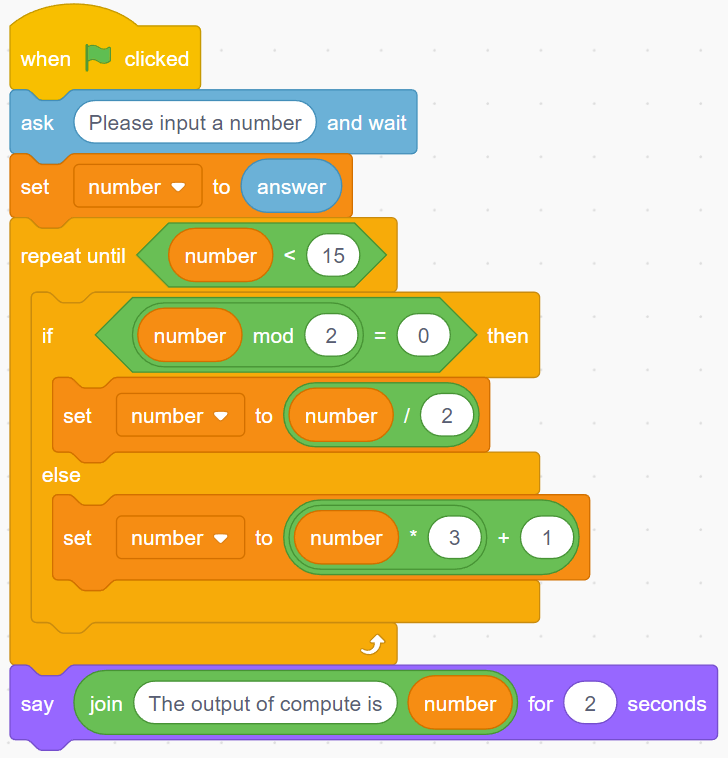 when clicked
ask Please input a number and wait
set number to answer
repeat until number < 15
if number mod 2 = 0 then
set number to number / 2
else
set number to number * 3 + 1
say join The output of compute is number for 2 seconds